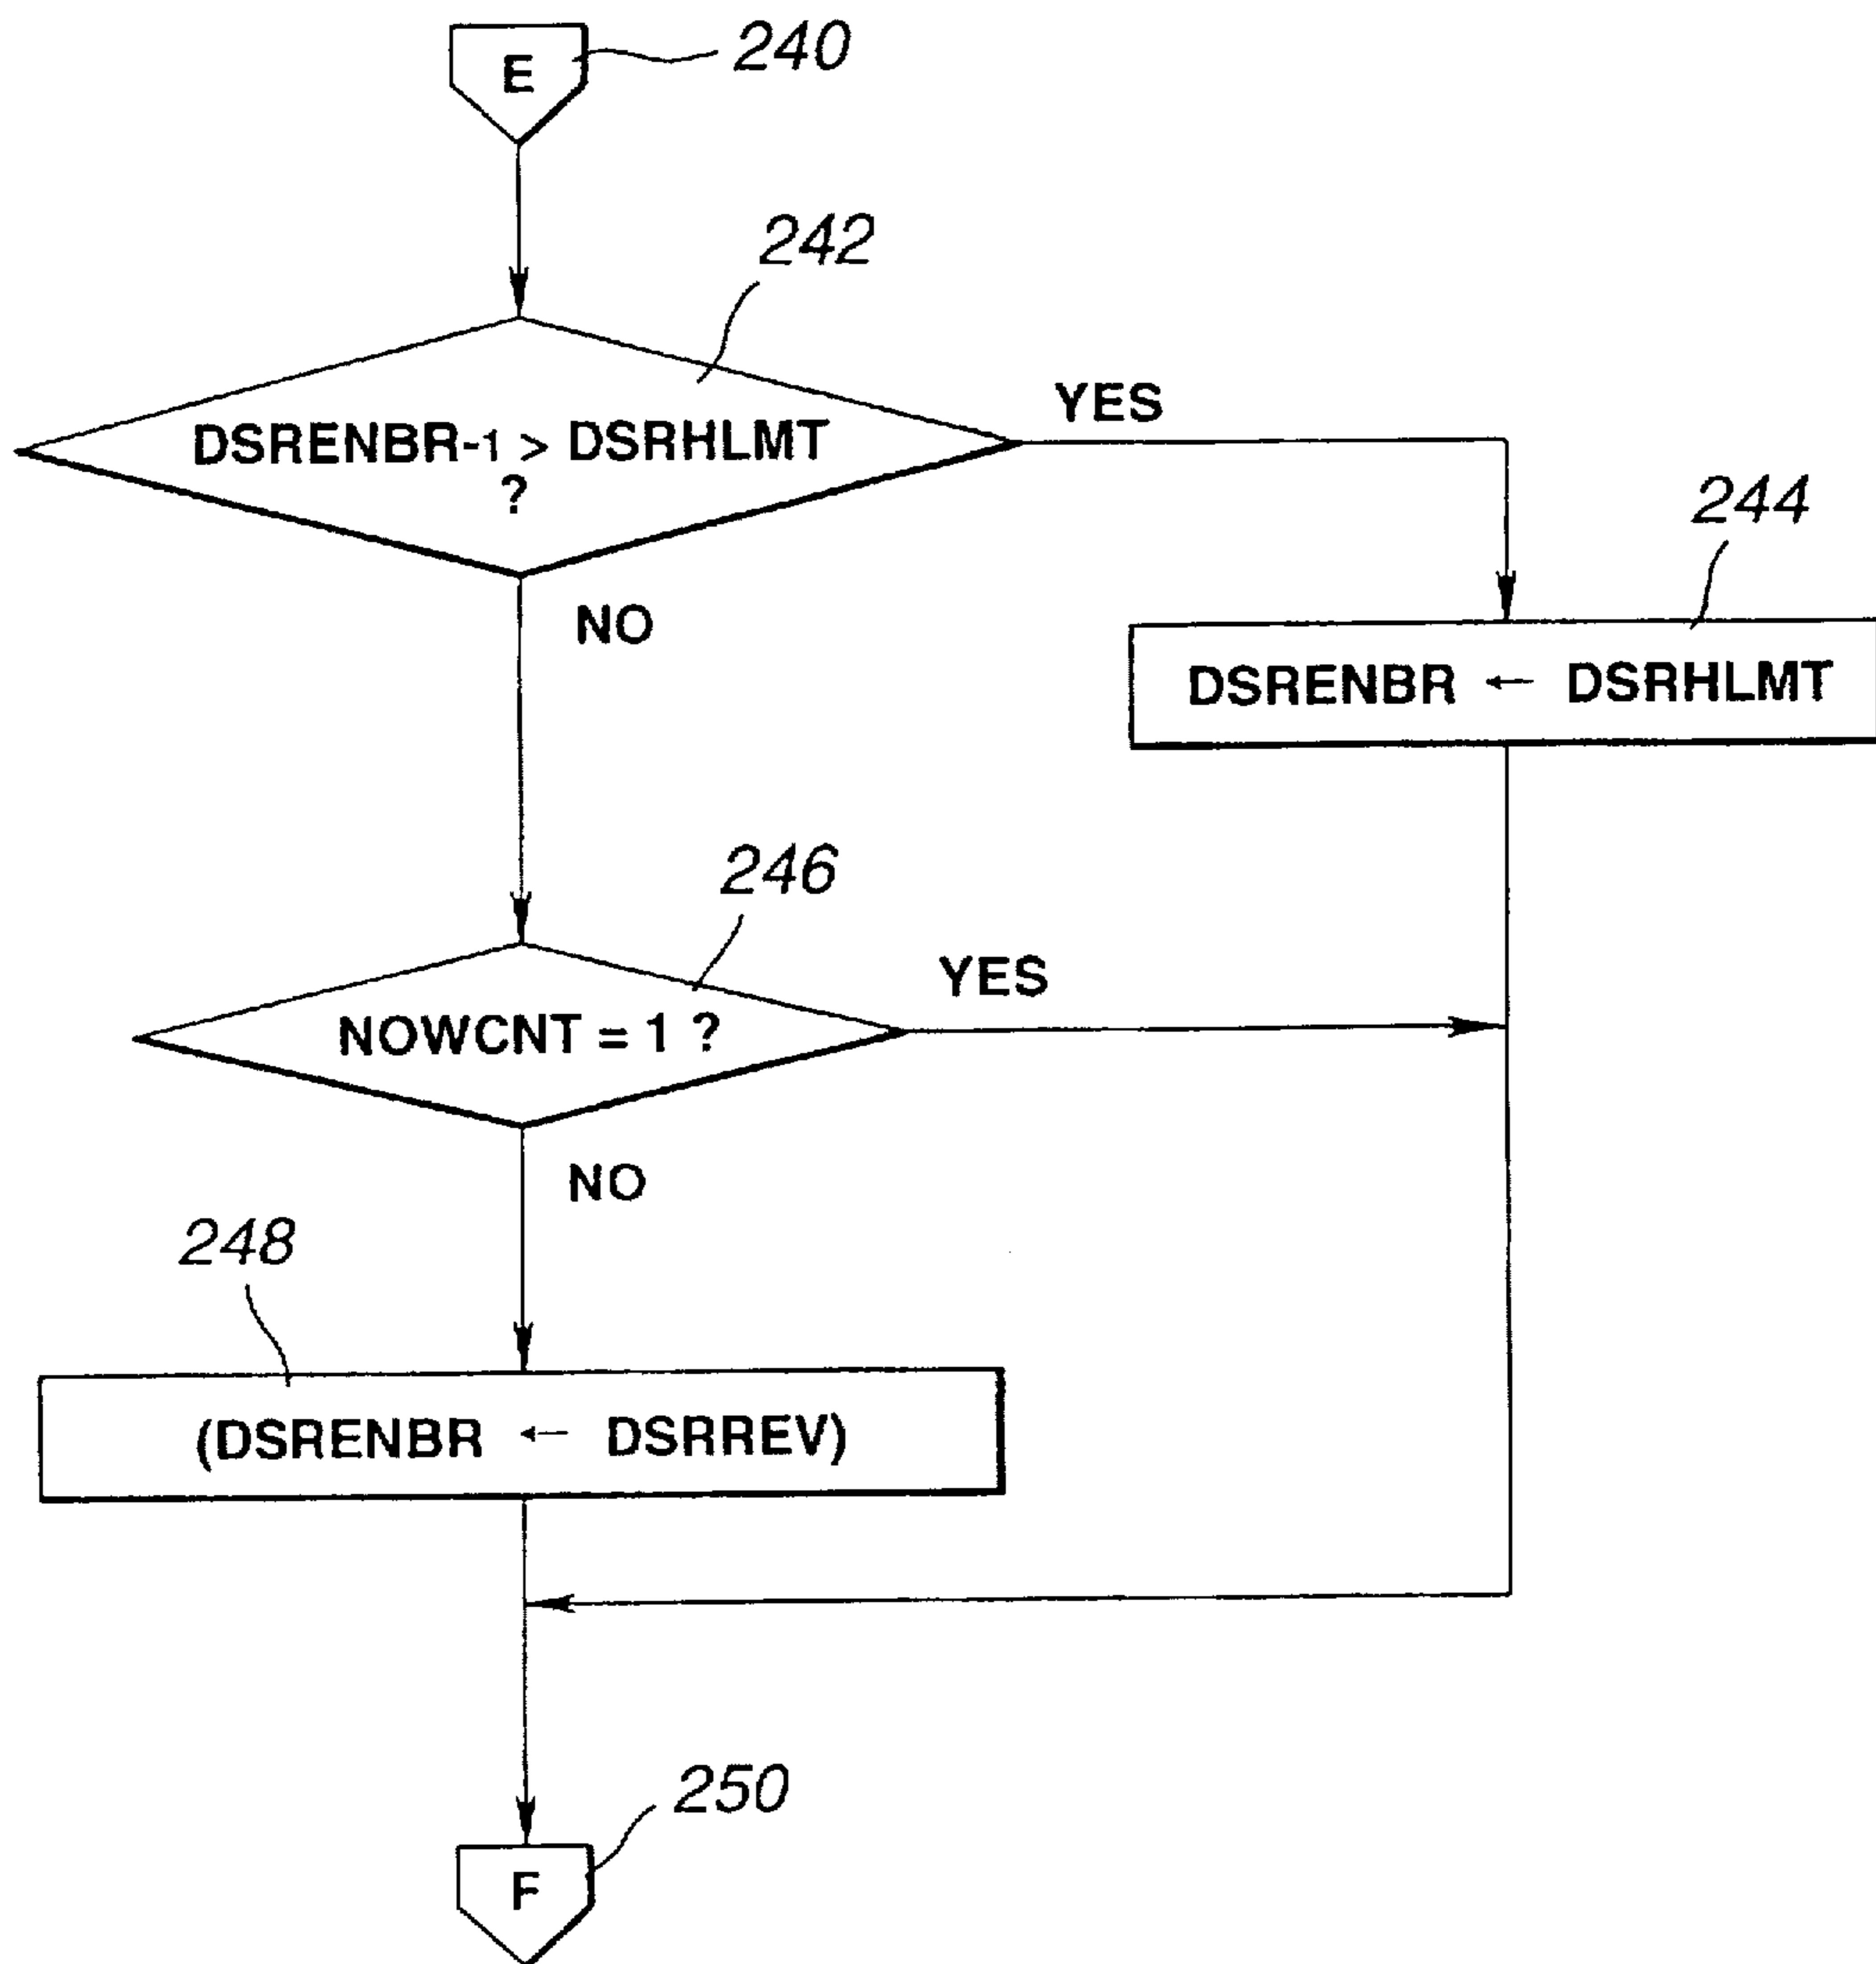 E
240
242
DSRENBR-1 > DSRHLMT
?
YES
NO
244
DSRENBR ← DSRHLMT
246
NOWCNT = 1 ?
YES
NO
248
(DSRENBR ← DSRREV)
250
F